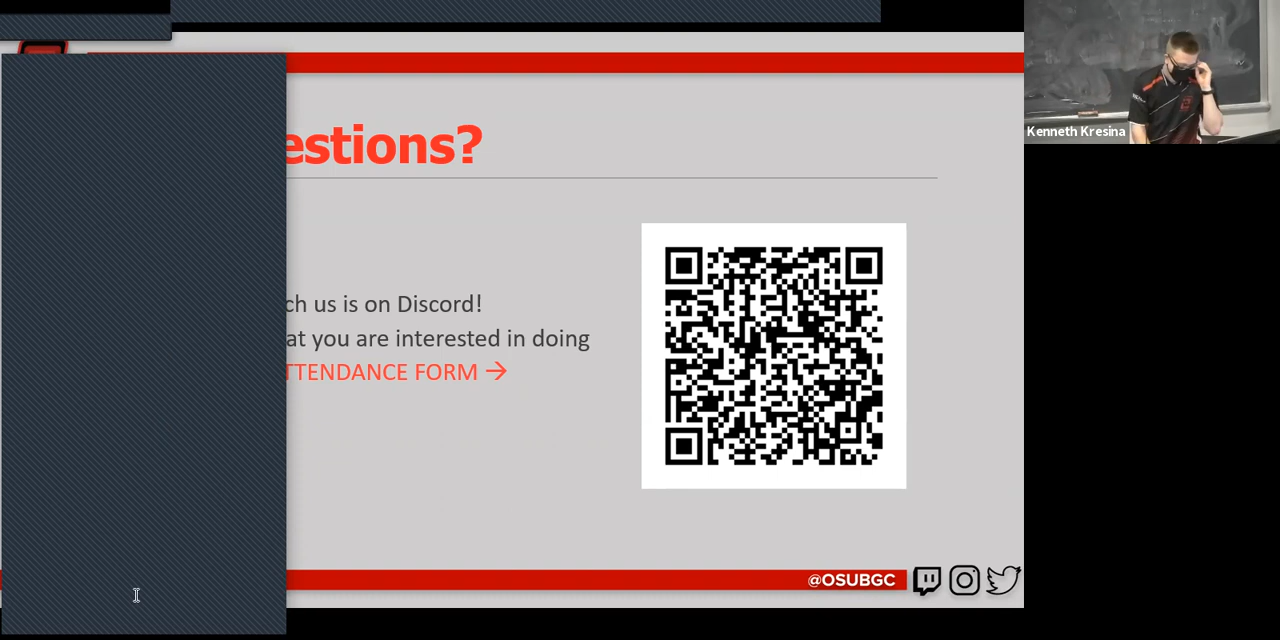 Kenneth Kresina
estions?
ch us is on Discord!
at you are interested in doing
TTENDANCE FORM →
@OSUBGC